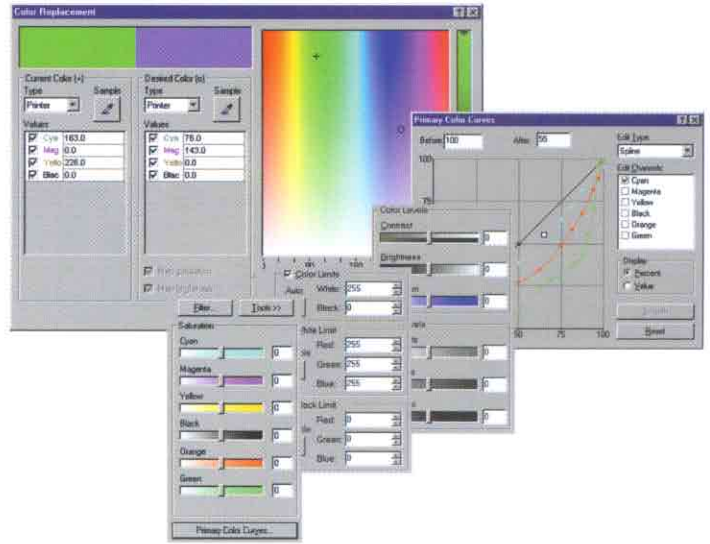 Color Replacement
Current Color (+)
Type
Sample
Printer
Values
Cya 163.0
Mag 0.0
Yello 226.0
Blac 0.0
Desired Color (o)
Type
Sample
Printer
Values
Cya 76.0
Mag 143.0
Yello 0.0
Blac 0.0
Primary Color Curves
Before: 100
After: 55
Edit Type
Spline
Edit Channels
Cyan
Magenta
Yellow
Black
Orange
Green
Display
Percent
Value
Reset
100
75
50
75
100
Color Levels
Contrast
0
Brightness
0
0
0
0
0
Color Limits
Auto
White: 255
Black: 0
White Limit
Red: 255
Green: 255
Blue: 255
lack Limit
Red: 0
Green: 0
Blue: 0
Filter...
Tools >>
Saturation
Cyan
0
Magenta
0
Yellow
0
Black
0
Orange
0
Green
0
Primary Color Curves...